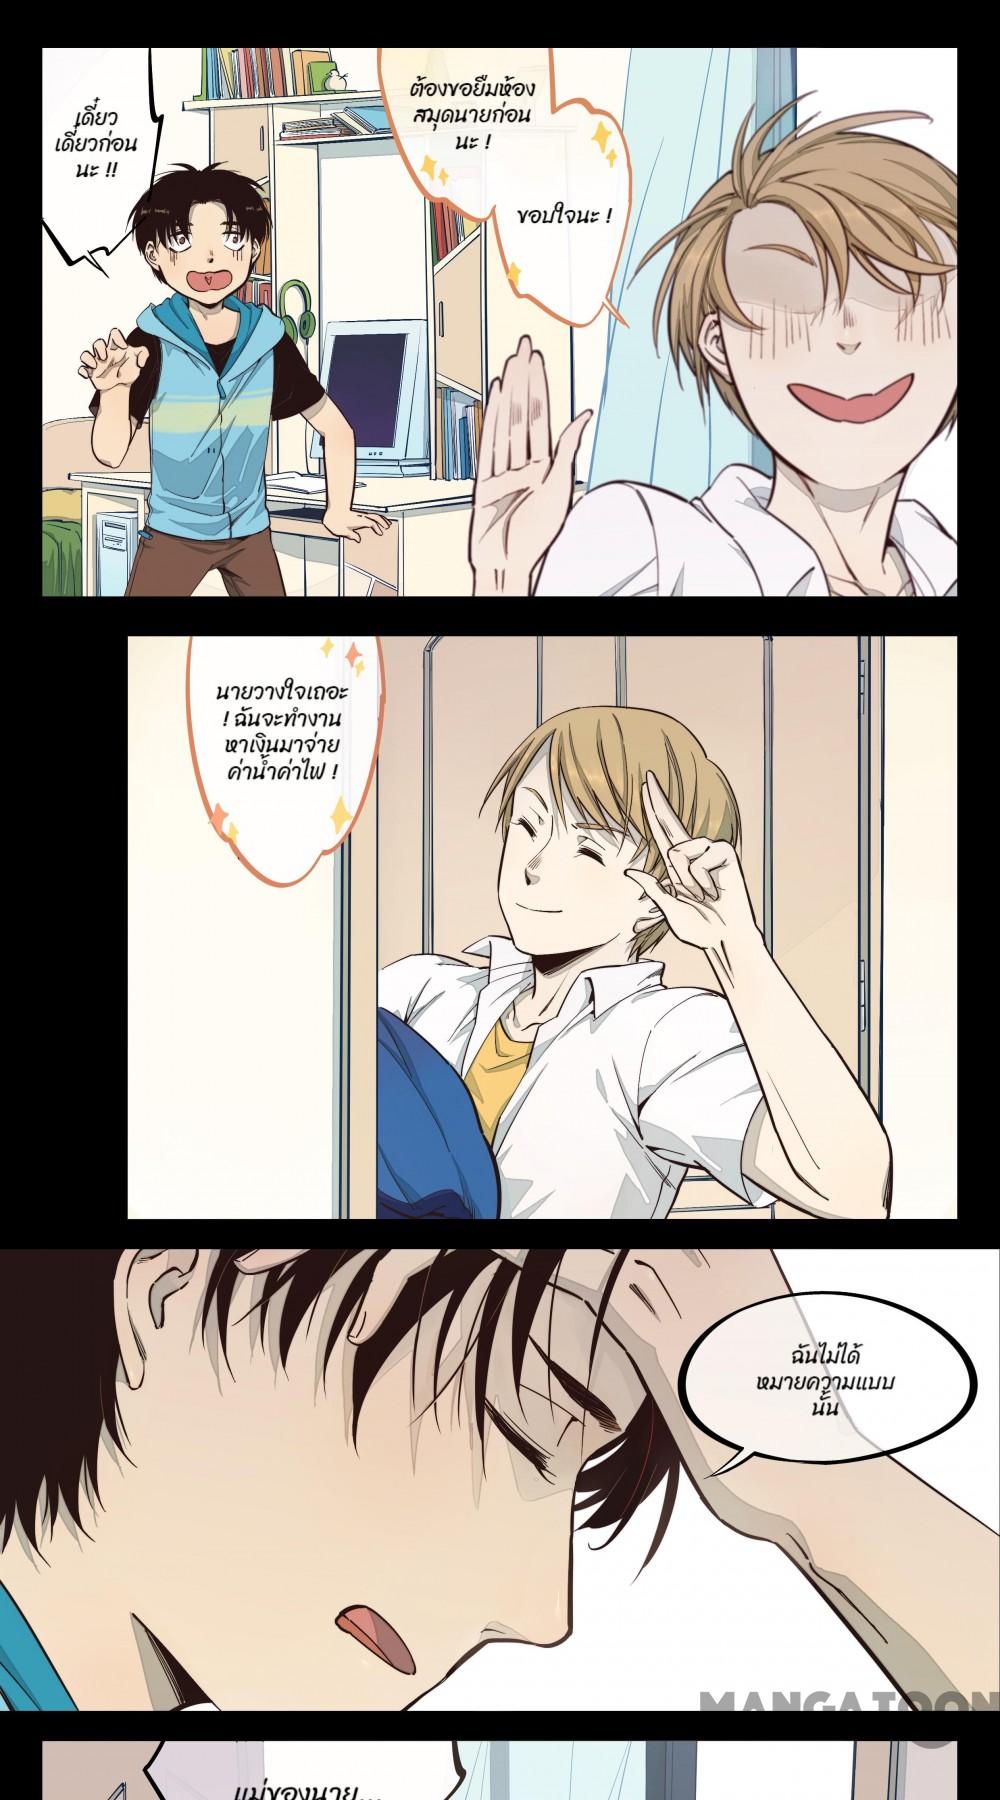 เดี๋ยว
เดี๋ยวก่อน
นะ !!
ต้องขอยืมห้อง
สมุดนายก่อน
นะ !
ขอบใจนะ !
นายวางใจเถอะ
! ฉันจะทำงาน
หาเงินมาจ่าย
ค่าน้ำค่าไฟ !
ฉันไม่ได้
หมายความแบบ
นั้น
MANGATOON
แม่ของนาย...